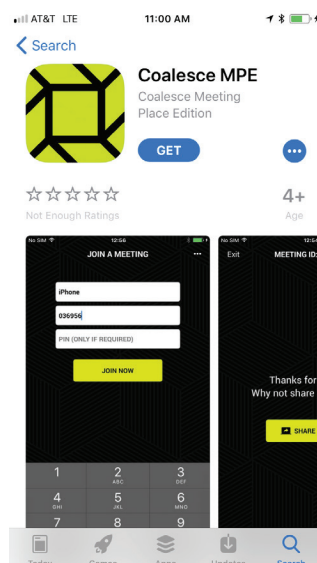 AT&T LTE 11:00 AM
Search
Coalesce MPE
Coalesce Meeting
Place Edition
GET
4+
Not Enough Ratings
Age
No SIM 12:56
JOIN A MEETING
iPhone
036956
PIN (ONLY IF REQUIRED)
JOIN NOW
1 2 3
ABC DEF
4 5 6
GHI JKL MNO
7 8 9
No SIM 12:54
Exit MEETING ID:
Thanks for
Why not share
SHARE
Today Games Apps Updates Search